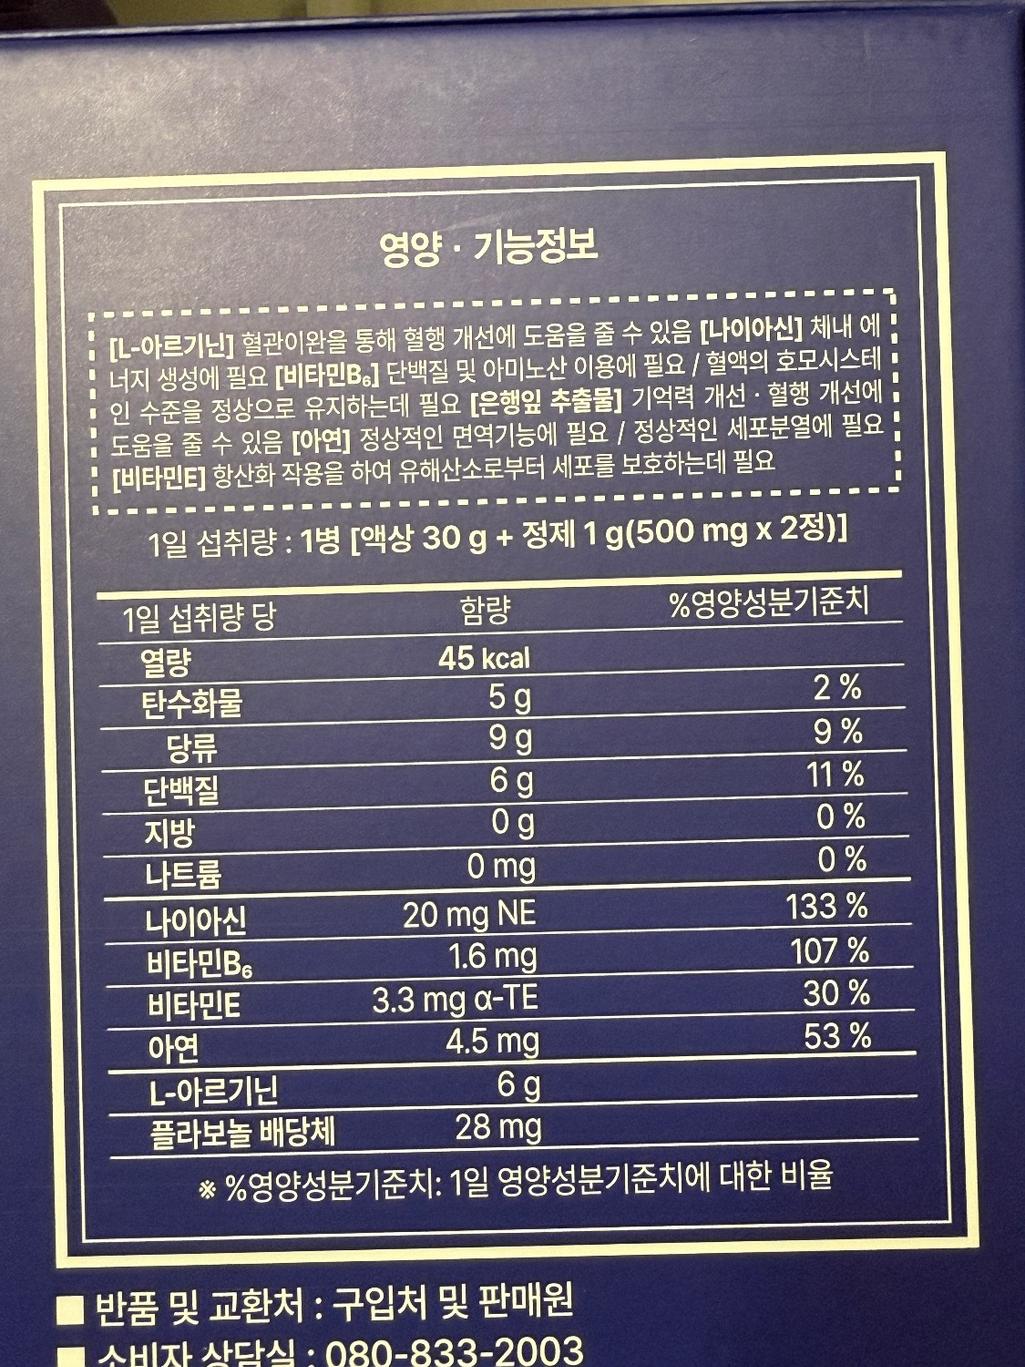 영양 · 기능정보
[L-아르기닌] 혈관이완을 통해 혈행 개선에 도움을 줄 수 있음 [나이아신] 체내 에
너지 생성에 필요 [비타민B₆] 단백질 및 아미노산 이용에 필요 / 혈액의 호모시스테
인 수준을 정상으로 유지하는데 필요 [은행잎 추출물] 기억력 개선 · 혈행 개선에
도움을 줄 수 있음 [아연] 정상적인 면역기능에 필요 / 정상적인 세포분열에 필요
[비타민E] 항산화 작용을 하여 유해산소로부터 세포를 보호하는데 필요
1일 섭취량 : 1병 [액상 30 g + 정제 1 g(500 mg x 2정)]
1일 섭취량 당 함량 %영양성분기준치
열량 45 kcal
탄수화물 5 g 2 %
당류 9 g 9 %
단백질 6 g 11 %
지방 0 g 0 %
나트륨 0 mg 0 %
나이아신 20 mg NE 133 %
비타민B₆ 1.6 mg 107 %
비타민E 3.3 mg α-TE 30 %
아연 4.5 mg 53 %
L-아르기닌 6 g
플라보놀 배당체 28 mg
※ %영양성분기준치: 1일 영양성분기준치에 대한 비율
■ 반품 및 교환처 : 구입처 및 판매원
■ 소비자 상담실 : 080-833-2003